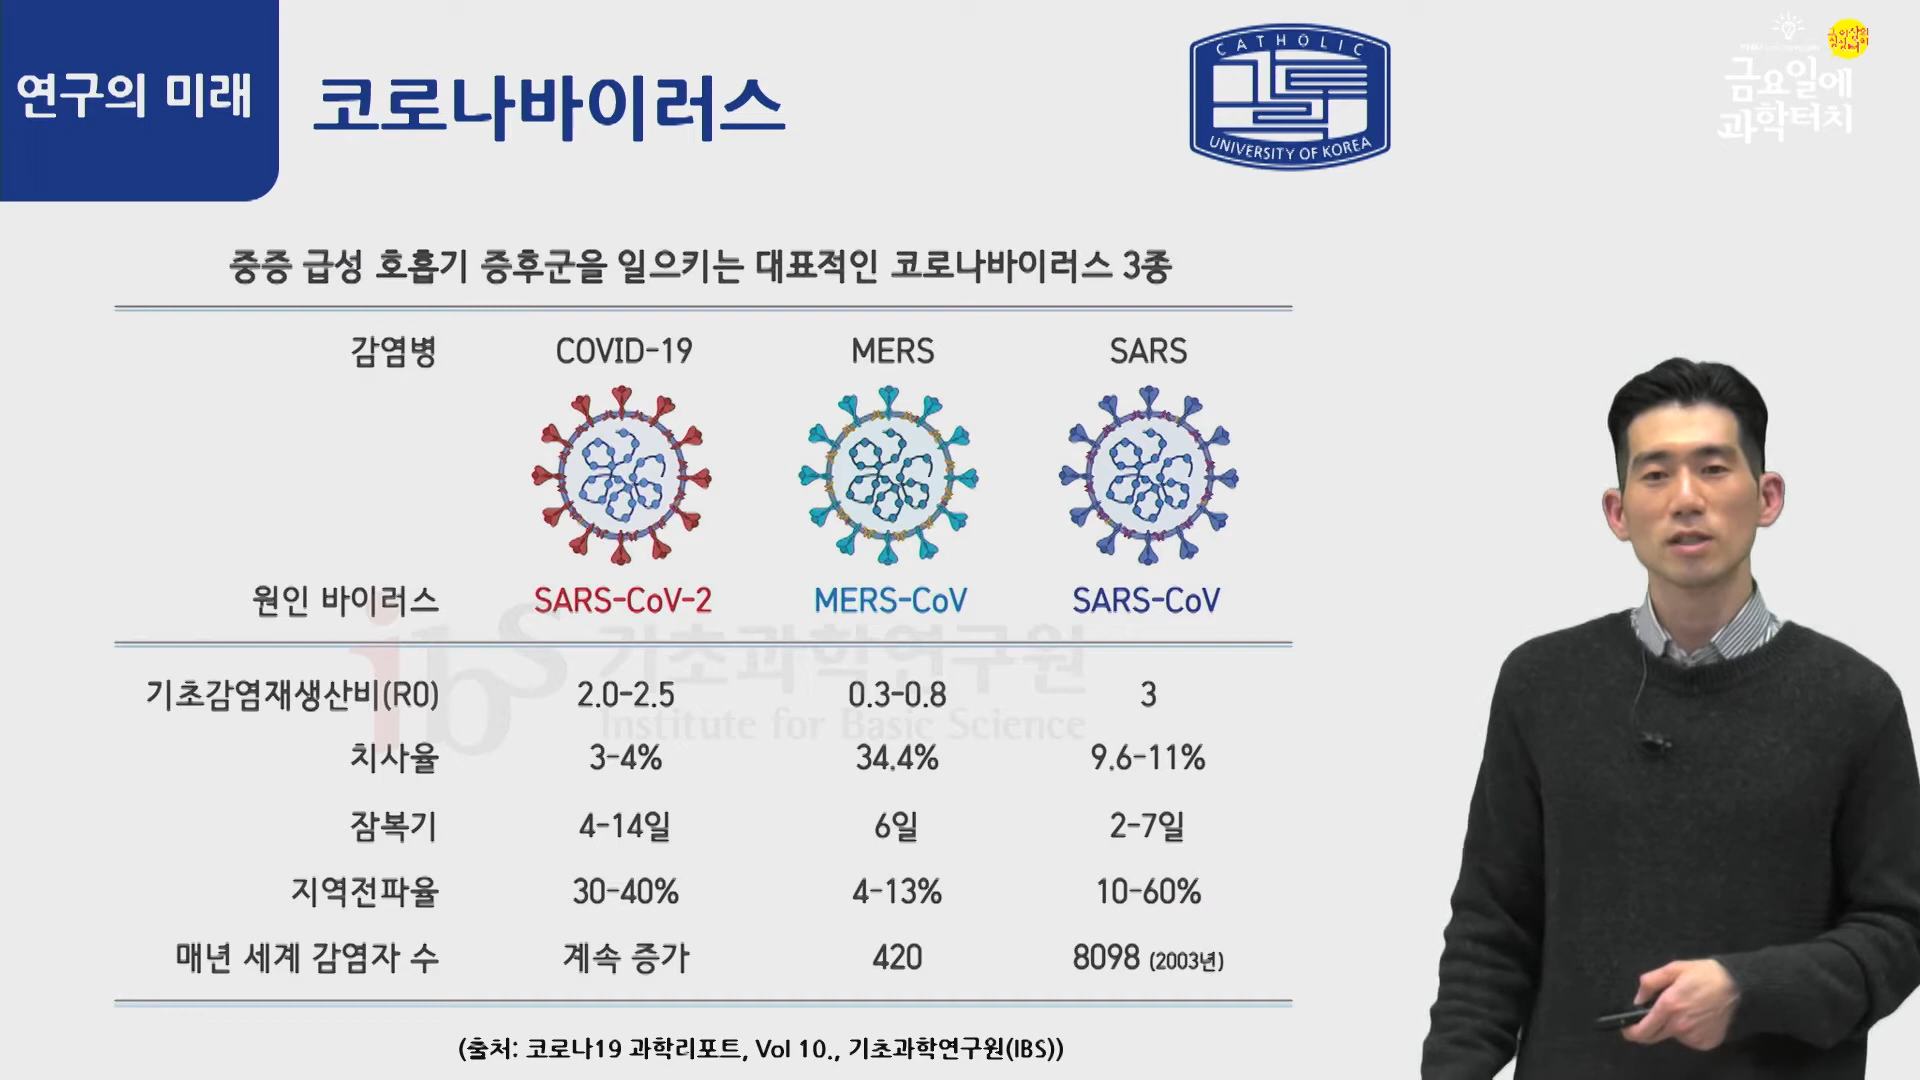 연구의 미래
코로나바이러스
CATHOLIC
UNIVERSITY OF KOREA
금요일에
과학터치
중증 급성 호흡기 증후군을 일으키는 대표적인 코로나바이러스 3종
감염병 COVID-19 MERS SARS
원인 바이러스 SARS-CoV-2 MERS-CoV SARS-CoV
ibs 기초과학연구원
Institute for Basic Science
기초감염재생산비(R0) 2.0-2.5 0.3-0.8 3
치사율 3-4% 34.4% 9.6-11%
잠복기 4-14일 6일 2-7일
지역전파율 30-40% 4-13% 10-60%
매년 세계 감염자 수 계속 증가 420 8098 (2003년)
(출처: 코로나19 과학리포트, Vol 10., 기초과학연구원(IBS))